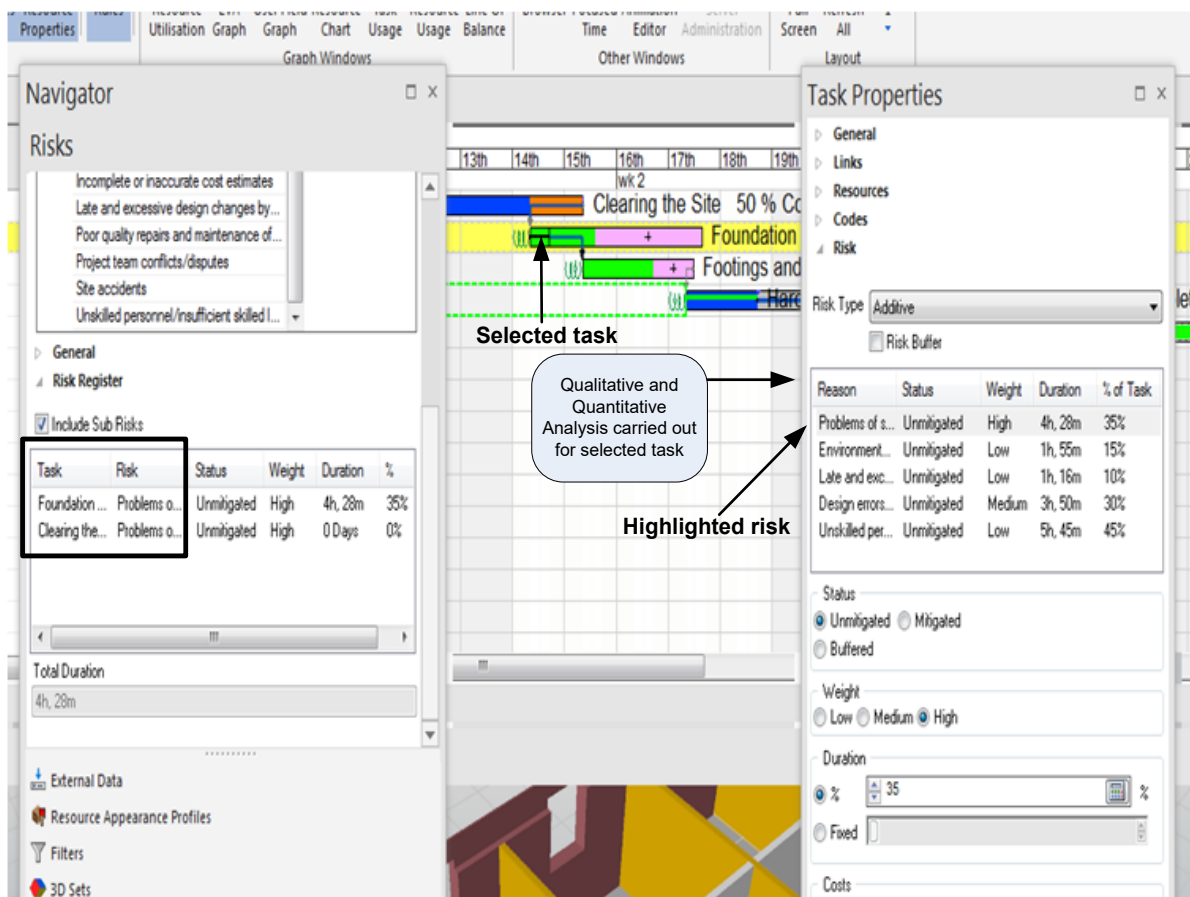 Properties Rules Utilisation Graph Graph Chart Usage Usage Balance Time Editor Administration Screen All
Graph Windows Other Windows Layout
Navigator
Risks
Incomplete or inaccurate cost estimates
Late and excessive design changes by...
Poor quality repairs and maintenance of...
Project team conflicts/disputes
Site accidents
Unskilled personnel/insufficient skilled l...
General
Risk Register
Include Sub Risks
Task Risk Status Weight Duration %
Foundation ... Problems o... Unmitigated High 4h, 28m 35%
Clearing the... Problems o... Unmitigated High 0 Days 0%
Total Duration
4h, 28m
External Data
Resource Appearance Profiles
Filters
3D Sets
13th 14th 15th 16th 17th 18th 19th
wk 2
Clearing the Site 50 % Co
Foundation
Footings and
Hard
Selected task
Qualitative and
Quantitative
Analysis carried out
for selected task
Highlighted risk
Task Properties
General
Links
Resources
Codes
Risk
Risk Type Additive
Risk Buffer
Reason Status Weight Duration % of Task
Problems of s... Unmitigated High 4h, 28m 35%
Environment... Unmitigated Low 1h, 55m 15%
Late and exc... Unmitigated Low 1h, 16m 10%
Design errors... Unmitigated Medium 3h, 50m 30%
Unskilled per... Unmitigated Low 5h, 45m 45%
Status
Unmitigated Mitigated
Buffered
Weight
Low Medium High
Duration
% 35 %
Fixed
Costs